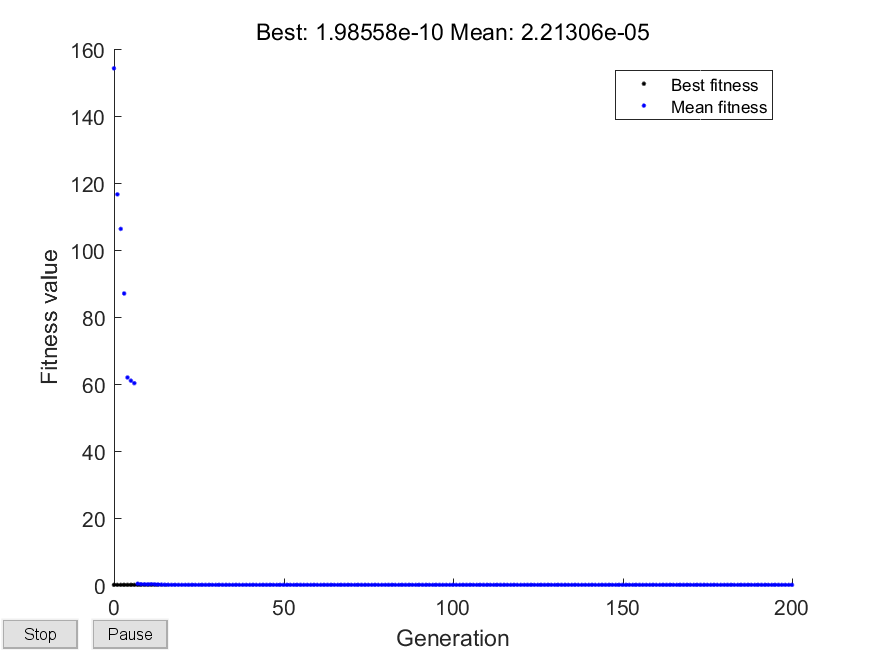 Best: 1.98558e-10 Mean: 2.21306e-05
160
140
120
100
80
60
40
20
0
Fitness value
Best fitness
Mean fitness
0 50 100 150 200
Generation
Stop Pause